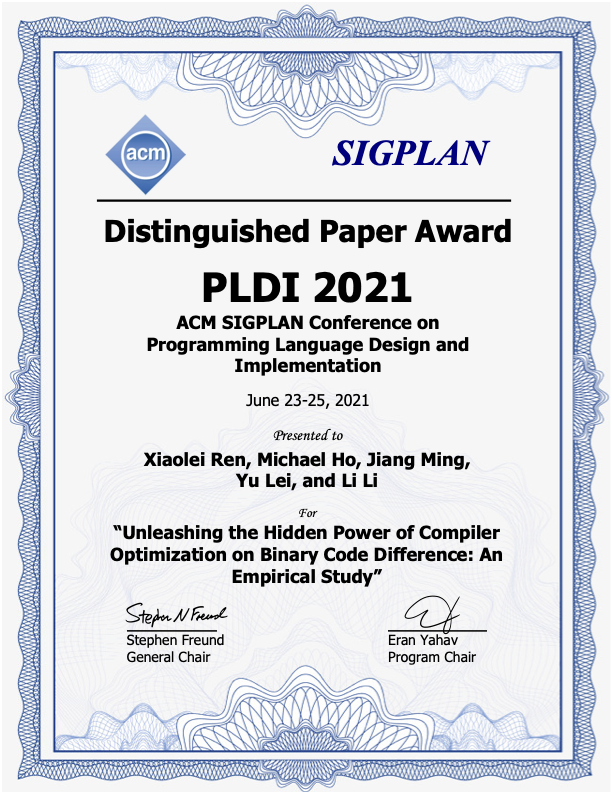 acm
SIGPLAN
Distinguished Paper Award
PLDI 2021
ACM SIGPLAN Conference on
Programming Language Design and
Implementation
June 23-25, 2021
Presented to
Xiaolei Ren, Michael Ho, Jiang Ming,
Yu Lei, and Li Li
For
“Unleashing the Hidden Power of Compiler
Optimization on Binary Code Difference: An
Empirical Study”
Stephen N Freund
Stephen Freund
General Chair
Eran Yahav
Program Chair